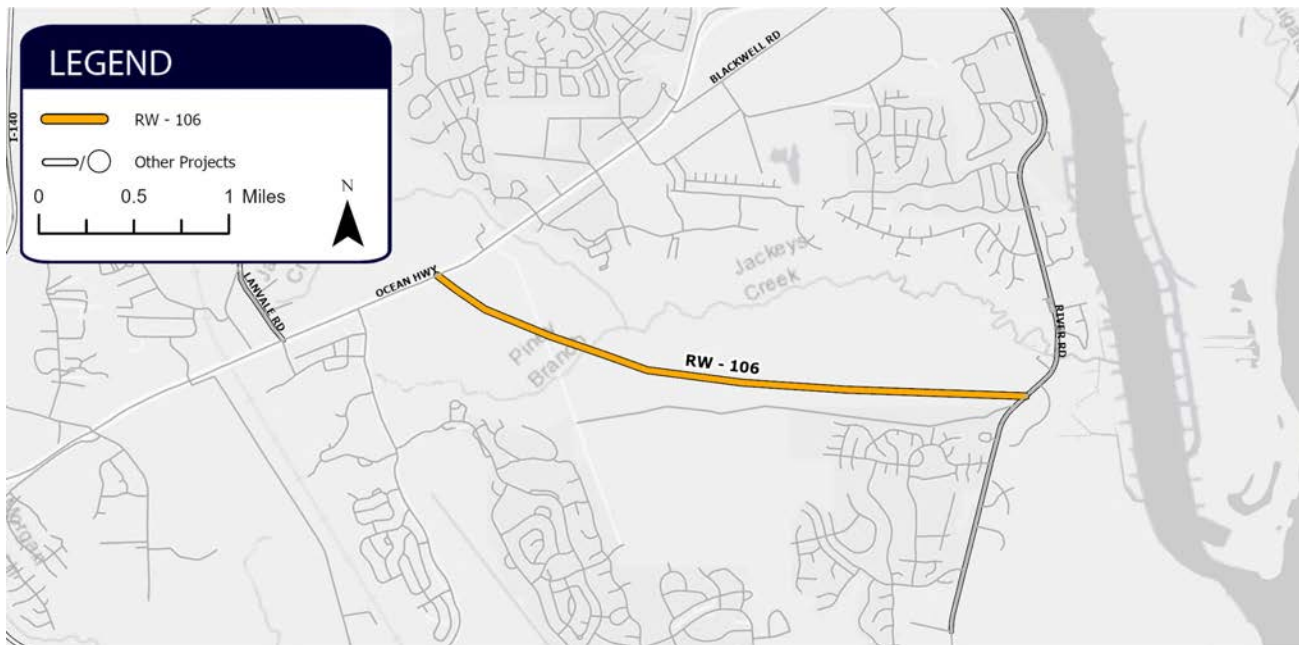 LEGEND
RW - 106
/
Other Projects
0 0.5 1 Miles
N
I-140
BLACKWELL RD
OCEAN HWY
LANVALE RD
Jackeys
Creek
Piney
Branch
RW - 106
RIVER RD
Morgan